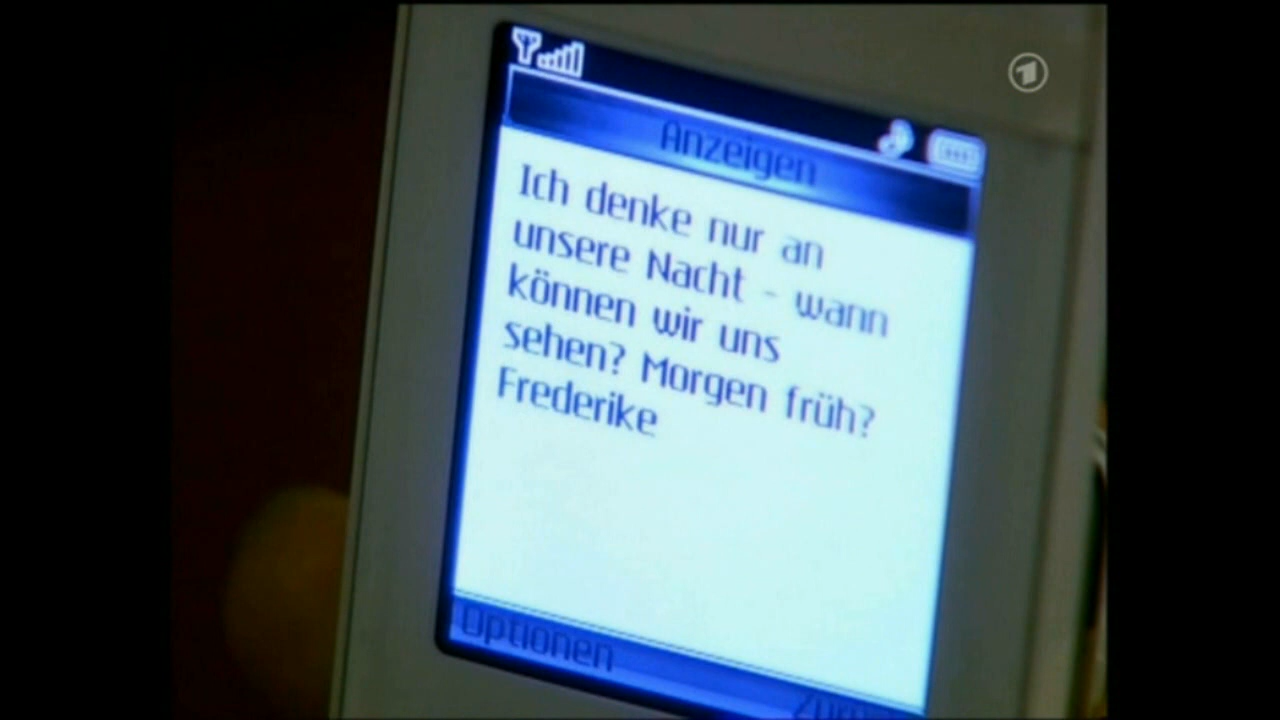 Anzeigen
Ich denke nur an
unsere Nacht - wann
können wir uns
sehen? Morgen früh?
Frederike
Optionen